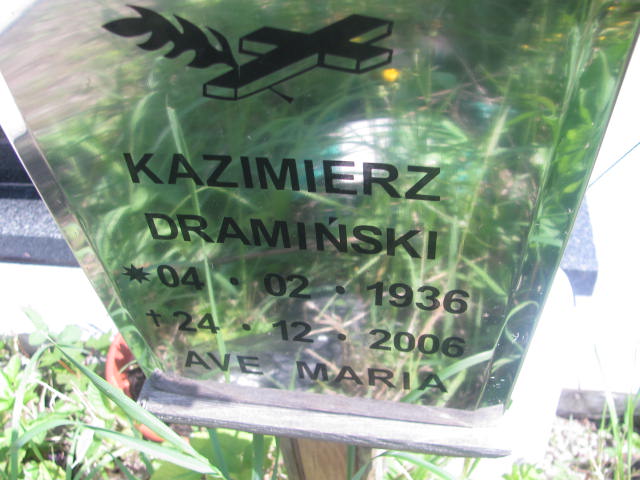 KAZIMIERZ
DRAMIŃSKI
✷ 04 · 02 · 1936
† 24 · 12 · 2006
AVE MARIA